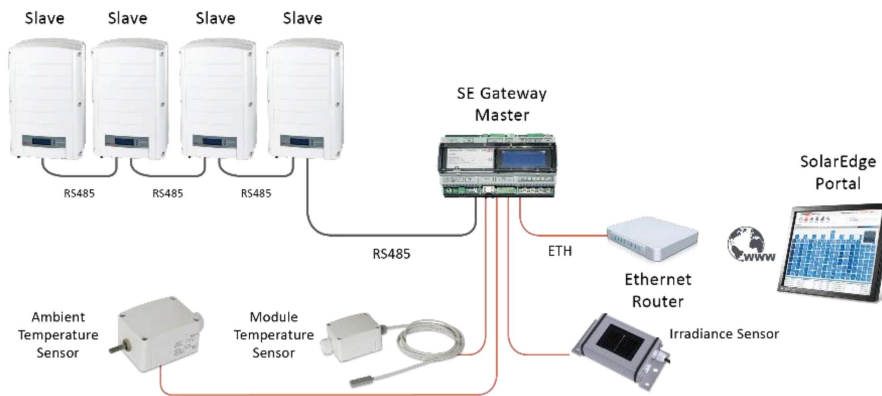 Slave
Slave
Slave
Slave
SE Gateway
Master
SolarEdge
Portal
RS485
RS485
RS485
RS485
ETH
WWW
Ethernet
Router
Ambient
Temperature
Sensor
Module
Temperature
Sensor
Irradiance Sensor